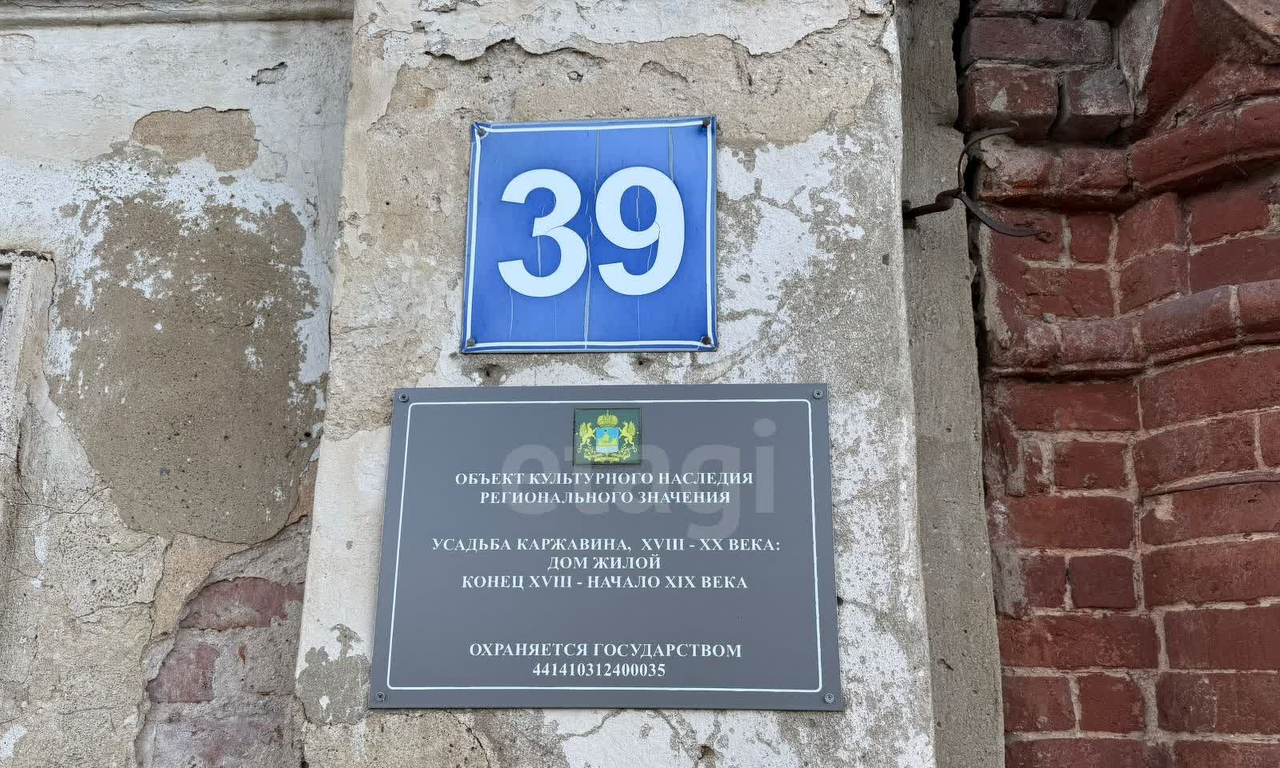 39
ОБЪЕКТ КУЛЬТУРНОГО НАСЛЕДИЯ
РЕГИОНАЛЬНОГО ЗНАЧЕНИЯ
УСАДЬБА КАРЖАВИНА, XVIII - XX ВЕКА:
ДОМ ЖИЛОЙ
КОНЕЦ XVIII - НАЧАЛО XIX ВЕКА
ОХРАНЯЕТСЯ ГОСУДАРСТВОМ
441410312400035
etagi